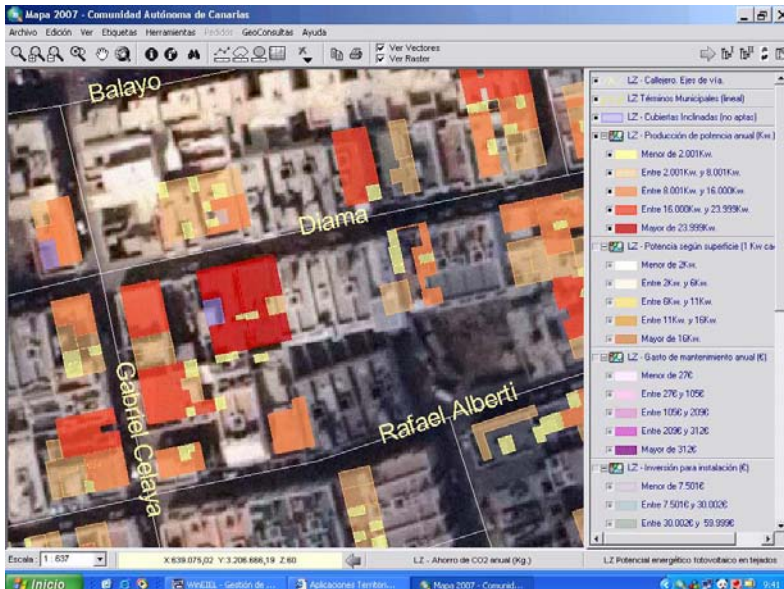 Mapa 2007 - Comunidad Autónoma de Canarias
Archivo Edición Ver Etiquetas Herramientas Pedidos GeoConsultas Ayuda
Ver Vectores
Ver Raster
Balayo
Diama
Gabriel Celaya
Rafael Alberti
LZ - Callejero. Ejes de vía.
LZ Términos Municipales (lineal)
LZ - Cubiertas Inclinadas (no aptas)
LZ - Producción de potencia anual (Kw.)
Menor de 2.001Kw.
Entre 2.001Kw. y 8.001Kw.
Entre 8.001Kw. y 16.000Kw.
Entre 16.000Kw. y 23.999Kw.
Mayor de 23.999Kw.
LZ - Potencia según superficie (1 Kw ca
Menor de 2Kw.
Entre 2Kw. y 6Kw.
Entre 6Kw. y 11Kw.
Entre 11Kw. y 16Kw.
Mayor de 16Kw.
LZ - Gasto de mantenimiento anual (€)
Menor de 27€
Entre 27€ y 105€
Entre 105€ y 209€
Entre 209€ y 312€
Mayor de 312€
LZ - Inversión para instalación (€)
Menor de 7.501€
Entre 7.501€ y 30.002€
Entre 30.002€ y 59.999€
Escala: 1 : 637 X:639.075,02 Y:3.206.686,19 Z:60 LZ - Ahorro de CO2 anual (Kg.) LZ Potencial energético fotovoltaico en tejados
Inicio WinEIEL - Gestión de ... Aplicaciones Territori... Mapa 2007 - Comunid... 9:41